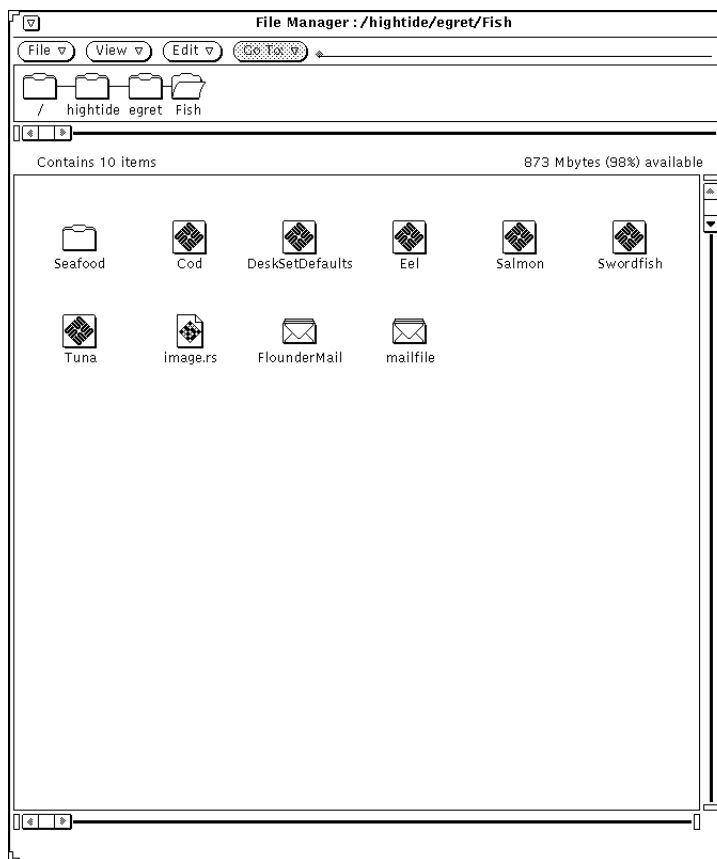 File Manager : /hightide/egret/Fish
File View Edit Go To
/ hightide egret Fish
Contains 10 items 873 Mbytes (98%) available
Seafood Cod DeskSetDefaults Eel Salmon Swordfish
Tuna image.rs FlounderMail mailfile